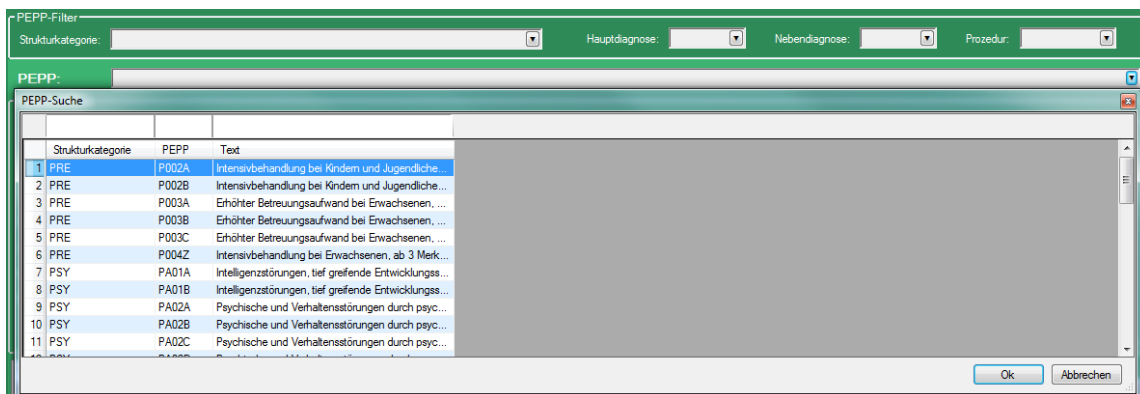 PEPP-Filter
Strukturkategorie: Hauptdiagnose: Nebendiagnose: Prozedur:
PEPP:
PEPP-Suche
Strukturkategorie PEPP Text
1 PRE P002A Intensivbehandlung bei Kindern und Jugendliche...
2 PRE P002B Intensivbehandlung bei Kindern und Jugendliche...
3 PRE P003A Erhöhter Betreuungsaufwand bei Erwachsenen, ...
4 PRE P003B Erhöhter Betreuungsaufwand bei Erwachsenen, ...
5 PRE P003C Erhöhter Betreuungsaufwand bei Erwachsenen, ...
6 PRE P004Z Intensivbehandlung bei Erwachsenen, ab 3 Merk...
7 PSY PA01A Intelligenzstörungen, tief greifende Entwicklungss...
8 PSY PA01B Intelligenzstörungen, tief greifende Entwicklungss...
9 PSY PA02A Psychische und Verhaltensstörungen durch psyc...
10 PSY PA02B Psychische und Verhaltensstörungen durch psyc...
11 PSY PA02C Psychische und Verhaltensstörungen durch psyc...
Ok Abbrechen